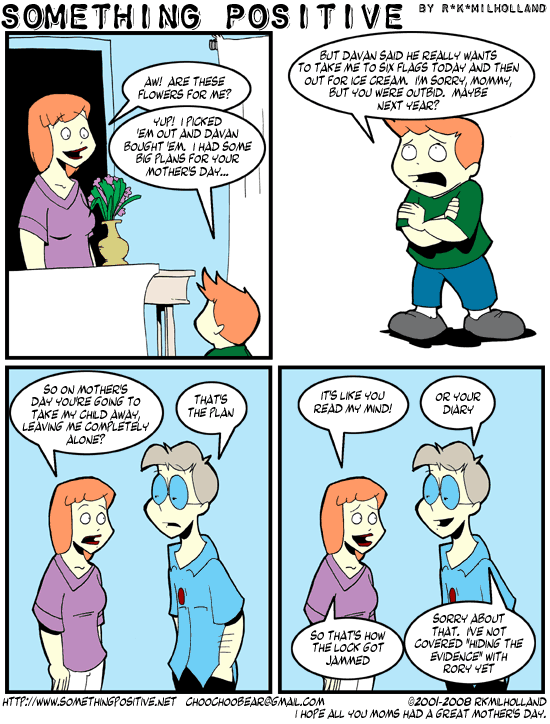 SOMETHING POSITIVE BY R*K*MILHOLLAND
AW! ARE THESE
FLOWERS FOR ME?
YUP! I PICKED
'EM OUT AND DAVAN
BOUGHT 'EM. I HAD SOME
BIG PLANS FOR YOUR
MOTHER'S DAY...
BUT DAVAN SAID HE REALLY WANTS
TO TAKE ME TO SIX FLAGS TODAY AND THEN
OUT FOR ICE CREAM. I'M SORRY, MOMMY,
BUT YOU WERE OUTBID. MAYBE
NEXT YEAR?
SO ON MOTHER'S
DAY YOU'RE GOING TO
TAKE MY CHILD AWAY,
LEAVING ME COMPLETELY
ALONE?
THAT'S
THE PLAN
IT'S LIKE YOU
READ MY MIND!
OR YOUR
DIARY
SO THAT'S HOW
THE LOCK GOT
JAMMED
SORRY ABOUT
THAT. I'VE NOT
COVERED "HIDING THE
EVIDENCE" WITH
RORY YET
HTTP://WWW.SOMETHINGPOSITIVE.NET CHOOCHOOBEAR@GMAIL.COM ©2001-2008 RKMILHOLLAND
I HOPE ALL YOU MOMS HAD A GREAT MOTHER'S DAY.